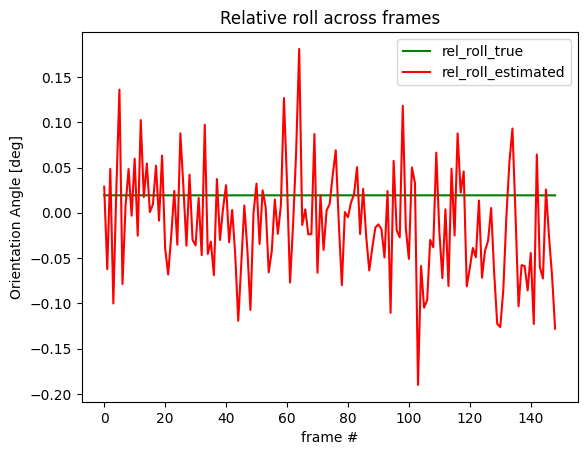 Relative roll across frames
rel_roll_true
rel_roll_estimated
Orientation Angle [deg]
0.15
0.10
0.05
0.00
−0.05
−0.10
−0.15
−0.20
0 20 40 60 80 100 120 140
frame #